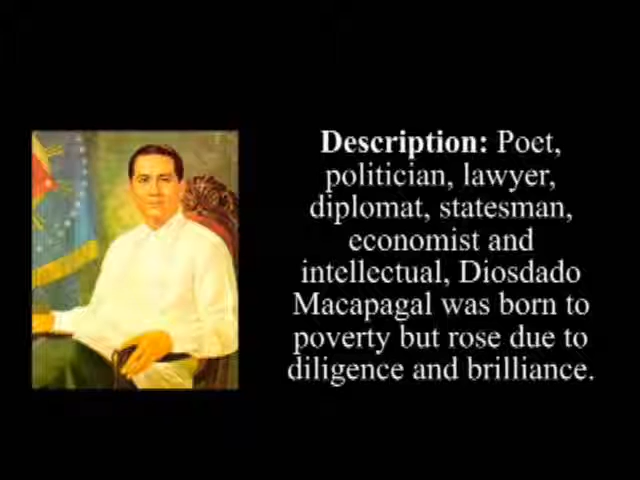 Description: Poet,
politician, lawyer,
diplomat, statesman,
economist and
intellectual, Diosdado
Macapagal was born to
poverty but rose due to
diligence and brilliance.